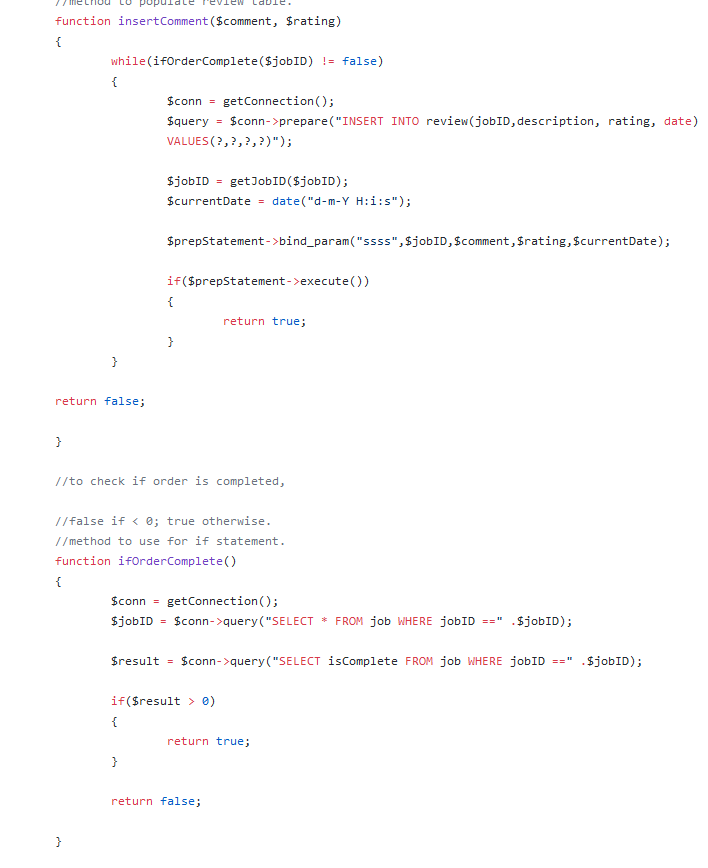 //method to populate review table.
function insertComment($comment, $rating)
{
while(ifOrderComplete($jobID) != false)
{
$conn = getConnection();
$query = $conn->prepare("INSERT INTO review(jobID,description, rating, date)
VALUES(?,?,?,?)");
$jobID = getJobID($jobID);
$currentDate = date("d-m-Y H:i:s");
$prepStatement->bind_param("ssss",$jobID,$comment,$rating,$currentDate);
if($prepStatement->execute())
{
return true;
}
}
return false;
}
//to check if order is completed,
//false if < 0; true otherwise.
//method to use for if statement.
function ifOrderComplete()
{
$conn = getConnection();
$jobID = $conn->query("SELECT * FROM job WHERE jobID ==" .$jobID);
$result = $conn->query("SELECT isComplete FROM job WHERE jobID ==" .$jobID);
if($result > 0)
{
return true;
}
return false;
}